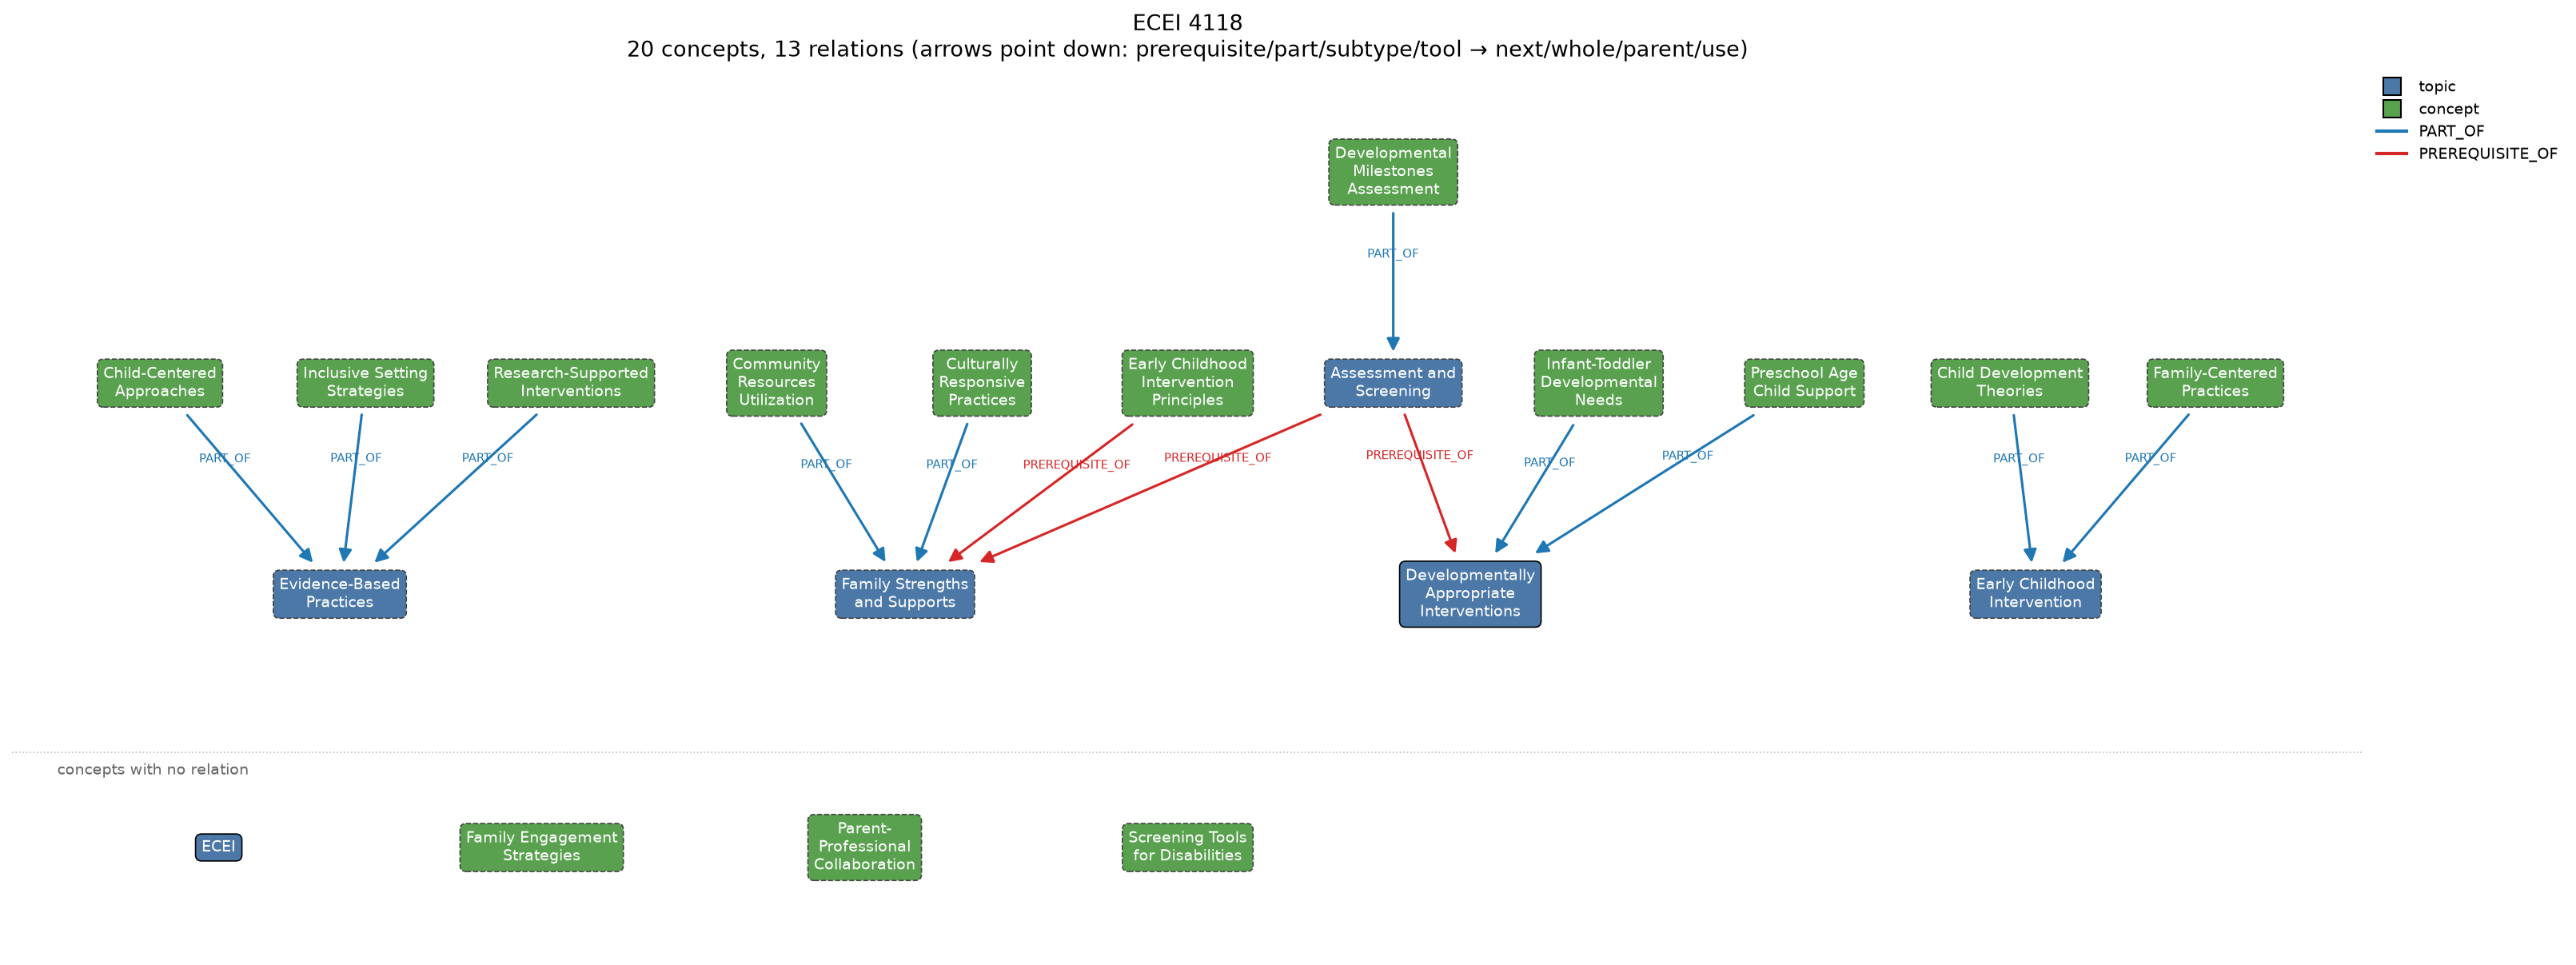 ECEI 4118
20 concepts, 13 relations (arrows point down: prerequisite/part/subtype/tool → next/whole/parent/use)
topic
concept
PART_OF
PREREQUISITE_OF
Developmental
Milestones
Assessment
PART_OF
Child-Centered
Approaches
Inclusive Setting
Strategies
Research-Supported
Interventions
Community
Resources
Utilization
Culturally
Responsive
Practices
Early Childhood
Intervention
Principles
Assessment and
Screening
Infant-Toddler
Developmental
Needs
Preschool Age
Child Support
Child Development
Theories
Family-Centered
Practices
PART_OF
PART_OF
PART_OF
PART_OF
PART_OF
PREREQUISITE_OF
PREREQUISITE_OF
PREREQUISITE_OF
PART_OF
PART_OF
PART_OF
PART_OF
Evidence-Based
Practices
Family Strengths
and Supports
Developmentally
Appropriate
Interventions
Early Childhood
Intervention
concepts with no relation
ECEI
Family Engagement
Strategies
Parent-
Professional
Collaboration
Screening Tools
for Disabilities